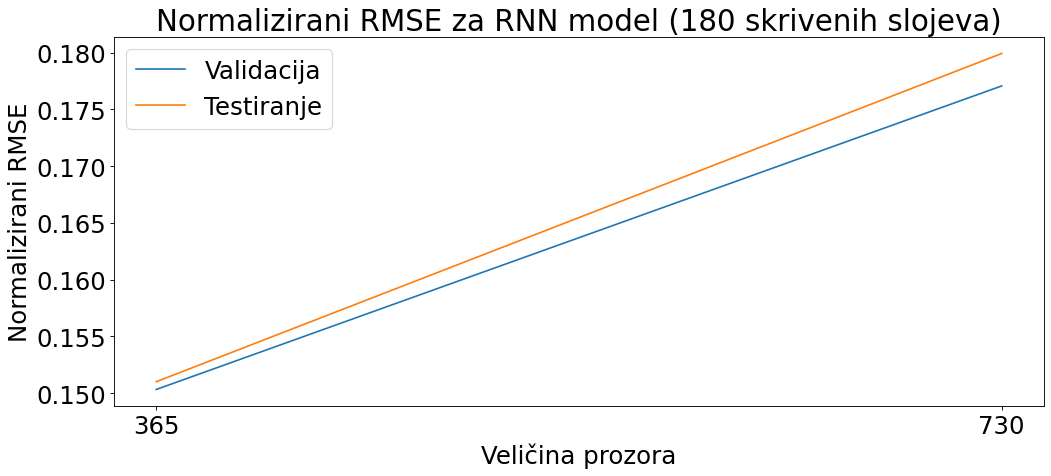 Normalizirani RMSE za RNN model (180 skrivenih slojeva)
Validacija
Testiranje
Normalizirani RMSE
0.180
0.175
0.170
0.165
0.160
0.155
0.150
365
730
Veličina prozora